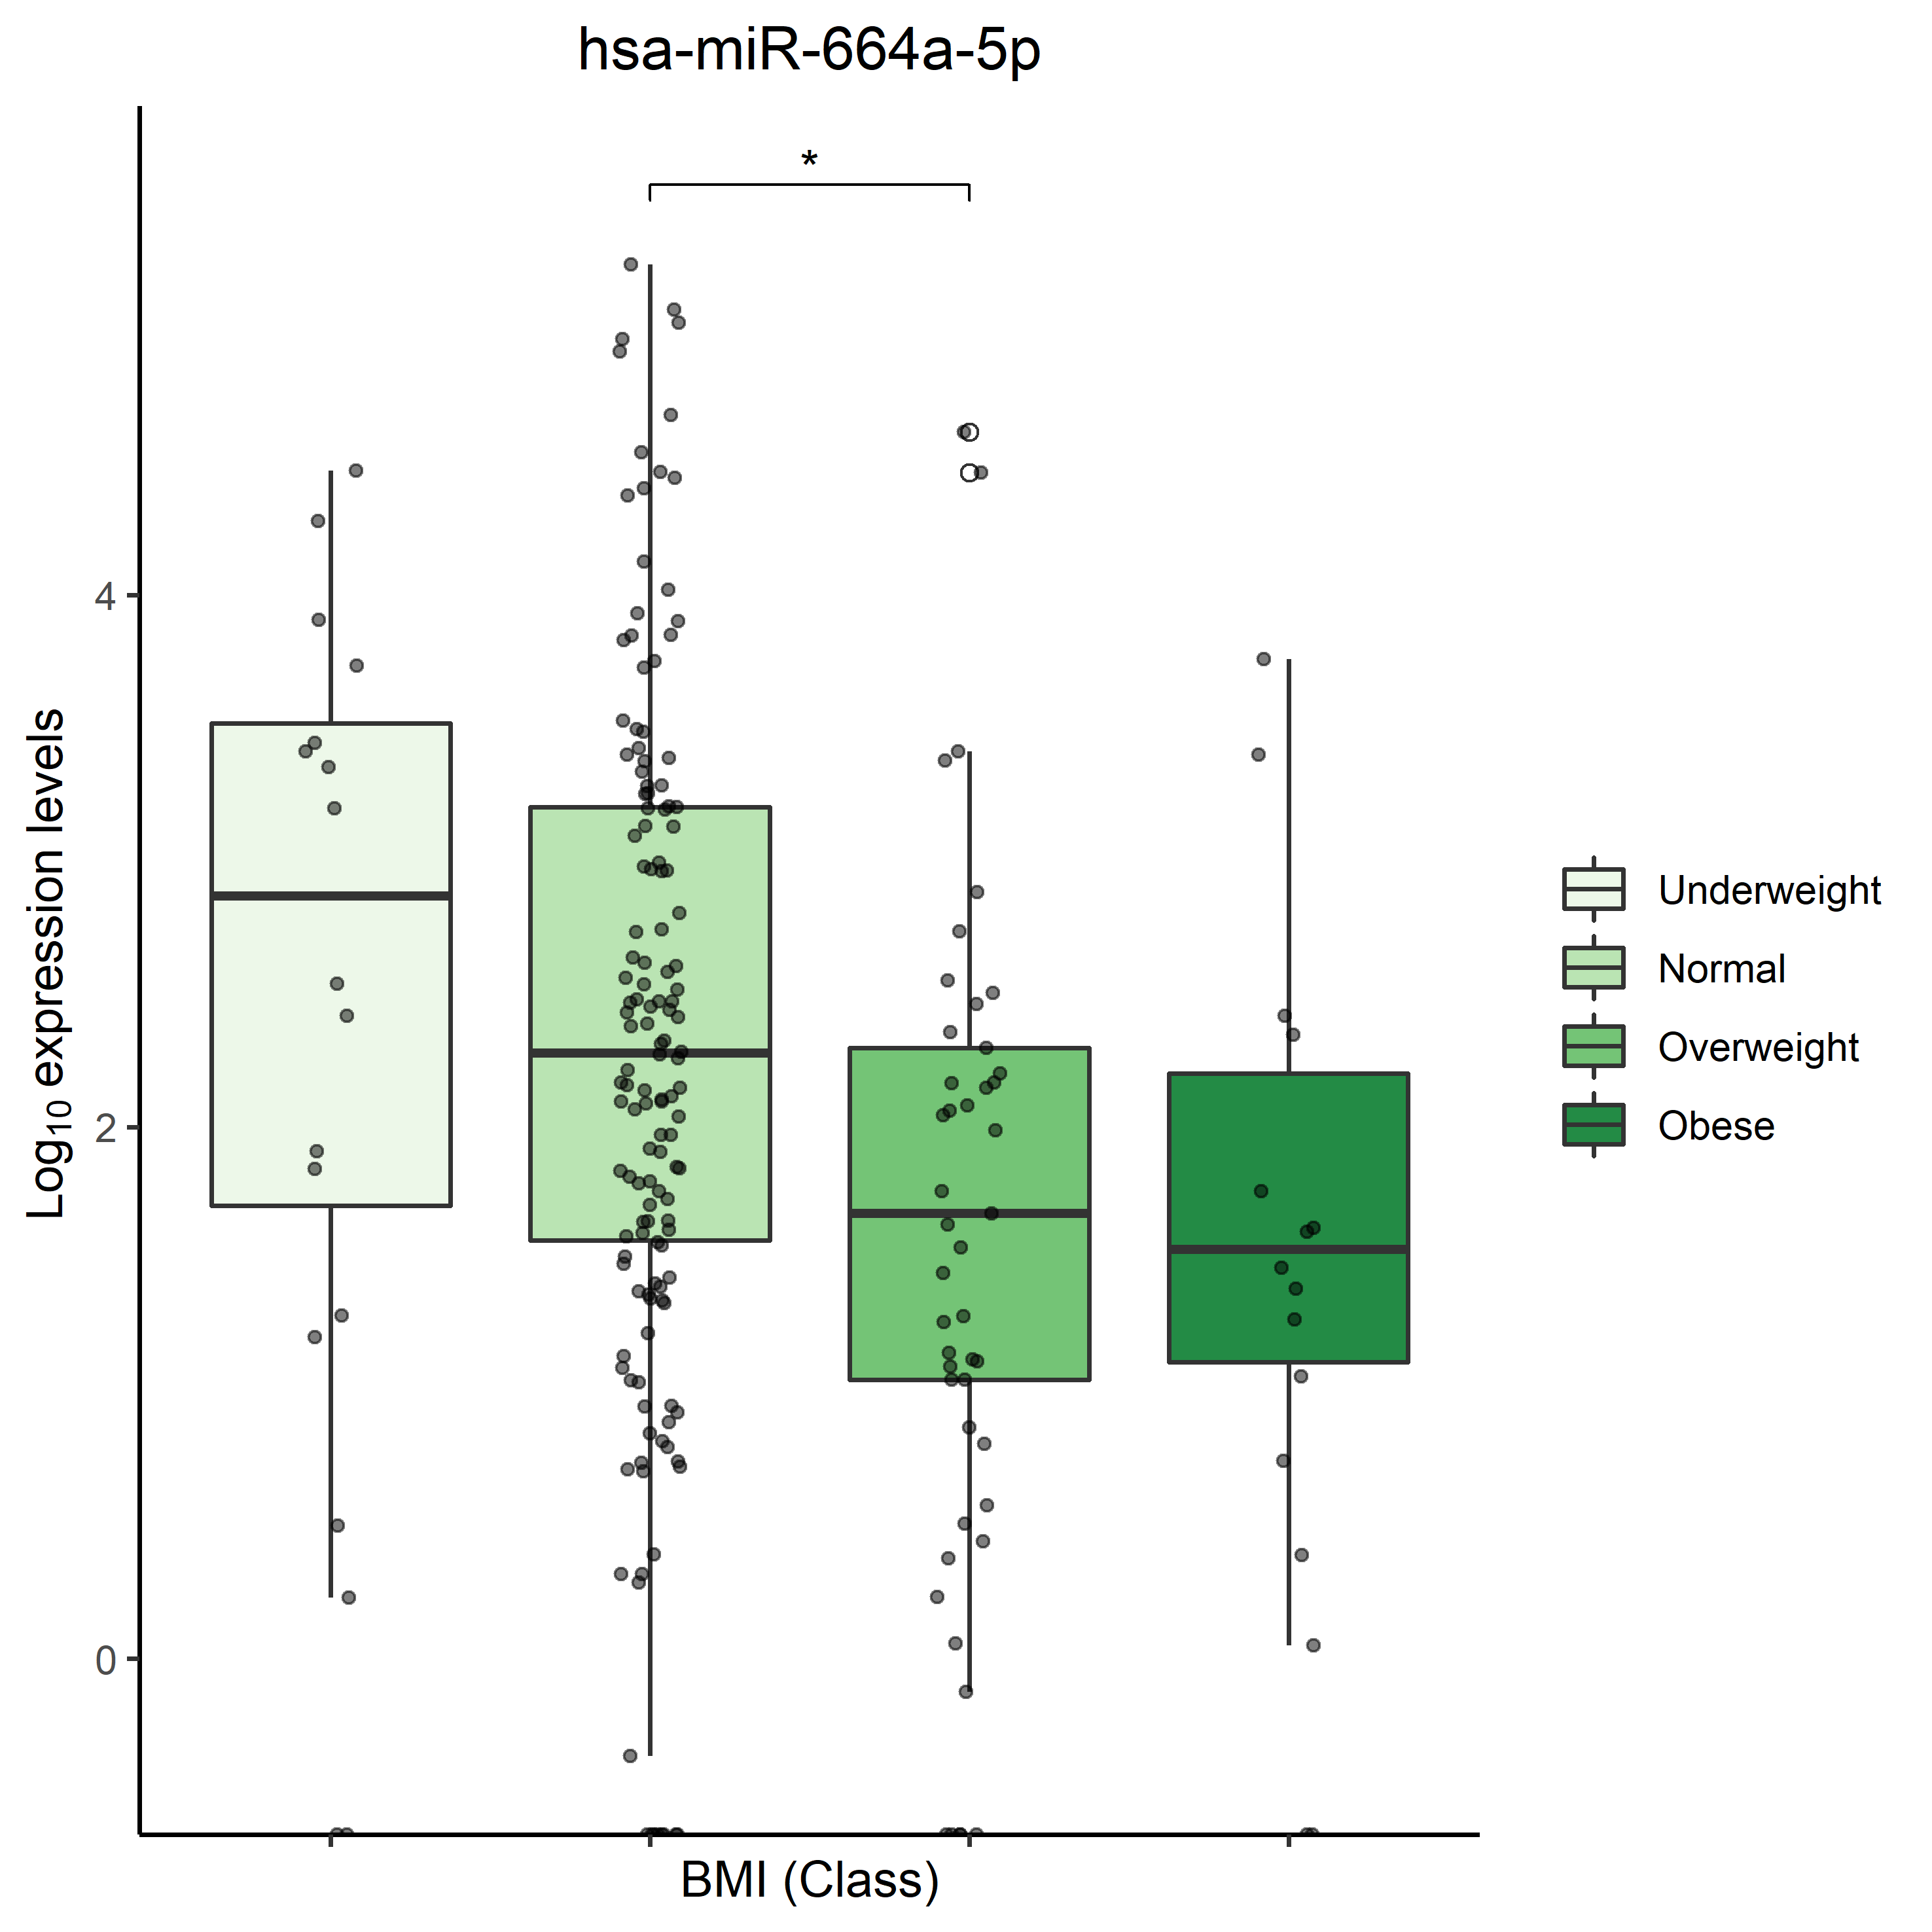 hsa-miR-664a-5p
*
4
2
0
Log₁₀ expression levels
BMI (Class)
Underweight
Normal
Overweight
Obese